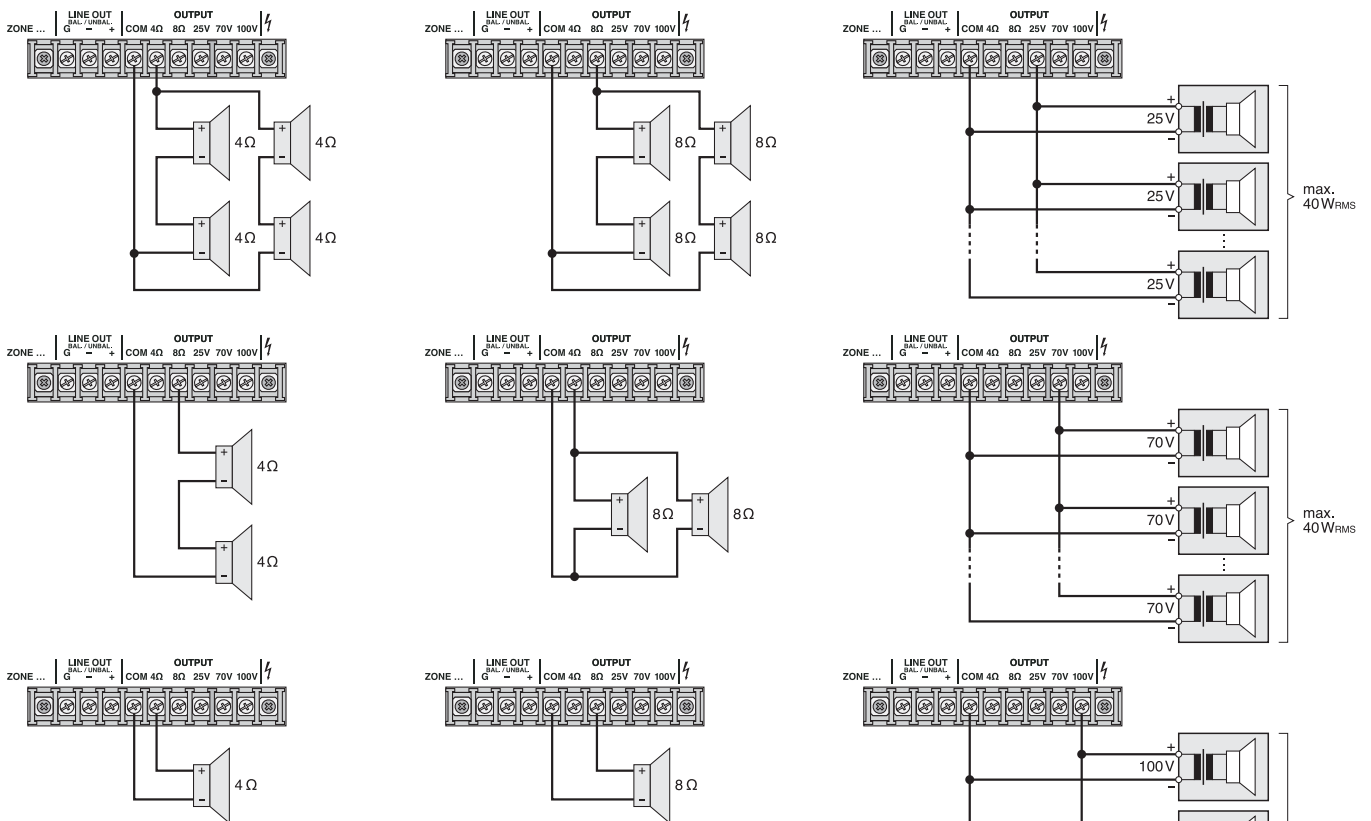 LINE OUT OUTPUT
BAL. / UNBAL.
ZONE ... G − + COM 4Ω 8Ω 25V 70V 100V
+ 4Ω + 4Ω
−
−
+ 4Ω + 4Ω
−
−
LINE OUT OUTPUT
BAL. / UNBAL.
ZONE ... G − + COM 4Ω 8Ω 25V 70V 100V
+ 8Ω + 8Ω
−
−
+ 8Ω + 8Ω
−
−
LINE OUT OUTPUT
BAL. / UNBAL.
ZONE ... G − + COM 4Ω 8Ω 25V 70V 100V
+
25V
−
+
25V
−
max.
40WRMS
+
25V
−
LINE OUT OUTPUT
BAL. / UNBAL.
ZONE ... G − + COM 4Ω 8Ω 25V 70V 100V
+
4Ω
−
+
4Ω
−
LINE OUT OUTPUT
BAL. / UNBAL.
ZONE ... G − + COM 4Ω 8Ω 25V 70V 100V
+ +
8Ω 8Ω
− −
LINE OUT OUTPUT
BAL. / UNBAL.
ZONE ... G − + COM 4Ω 8Ω 25V 70V 100V
+
70V
−
+
70V
−
max.
40WRMS
+
70V
−
LINE OUT OUTPUT
BAL. / UNBAL.
ZONE ... G − + COM 4Ω 8Ω 25V 70V 100V
+
4Ω
−
LINE OUT OUTPUT
BAL. / UNBAL.
ZONE ... G − + COM 4Ω 8Ω 25V 70V 100V
+
8Ω
−
LINE OUT OUTPUT
BAL. / UNBAL.
ZONE ... G − + COM 4Ω 8Ω 25V 70V 100V
+
100V
−